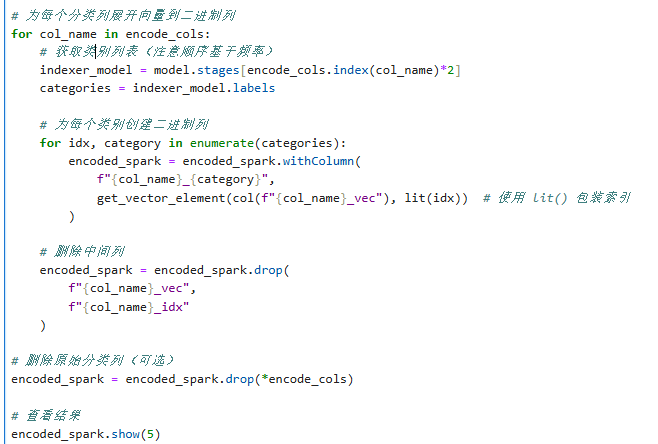 # 为每个分类列展开向量到二进制列
for col_name in encode_cols:
    # 获取类别列表（注意顺序基于频率）
    indexer_model = model.stages[encode_cols.index(col_name)*2]
    categories = indexer_model.labels

    # 为每个类别创建二进制列
    for idx, category in enumerate(categories):
        encoded_spark = encoded_spark.withColumn(
            f"{col_name}_{category}",
            get_vector_element(col(f"{col_name}_vec"), lit(idx))  # 使用 lit() 包装索引
        )

    # 删除中间列
    encoded_spark = encoded_spark.drop(
        f"{col_name}_vec",
        f"{col_name}_idx"
    )

# 删除原始分类列（可选）
encoded_spark = encoded_spark.drop(*encode_cols)

# 查看结果
encoded_spark.show(5)